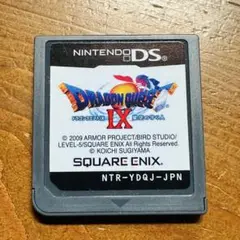 NINTENDO DS
DRAGON QUEST
IX
© 2009 ARMOR PROJECT/BIRD STUDIO/
LEVEL-5/SQUARE ENIX All Rights Reserved.
© KOICHI SUGIYAMA
SQUARE ENIX
NTR-YDQJ-JPN